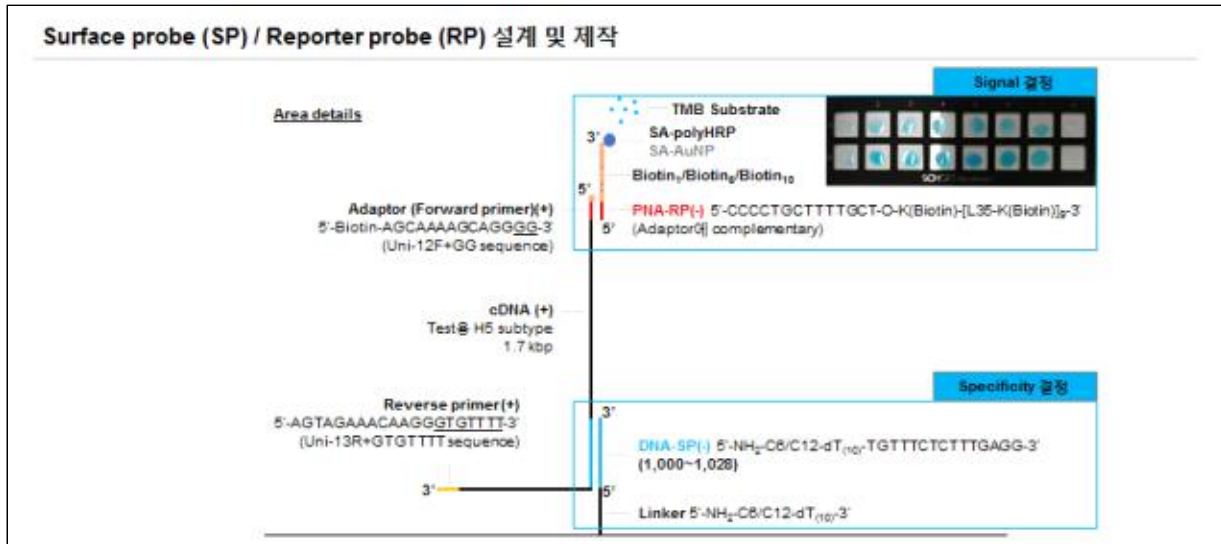 Surface probe (SP) / Reporter probe (RP) 설계 및 제작
Signal 결정
Area details
TMB Substrate
3'
SA-polyHRP
SA-AuNP
Biotin₁/Biotin₆/Biotin₁₀
5'
Adaptor (Forward primer)(+)
5'-Biotin-AGCAAAAGCAGGGG-3'
(Uni-12F+GG sequence)
PNA-RP(-) 5'-CCCCTGCTTTTGCT-O-K(Biotin)-[L35-K(Biotin)]₉-3'
5' (Adaptor에 complementary)
cDNA (+)
Test용 H5 subtype
1.7 kbp
Specificity 결정
Reverse primer(+)
5'-AGTAGAAACAAGGGTGTTTT-3'
(Uni-13R+GTGTTTT sequence)
3'
DNA-SP(-) 5'-NH₂-C6/C12-dT₍₁₀₎-TGTTTCTCTTTGAGG-3'
(1,000~1,028)
3'
5'
Linker 5'-NH₂-C6/C12-dT₍₁₀₎-3'